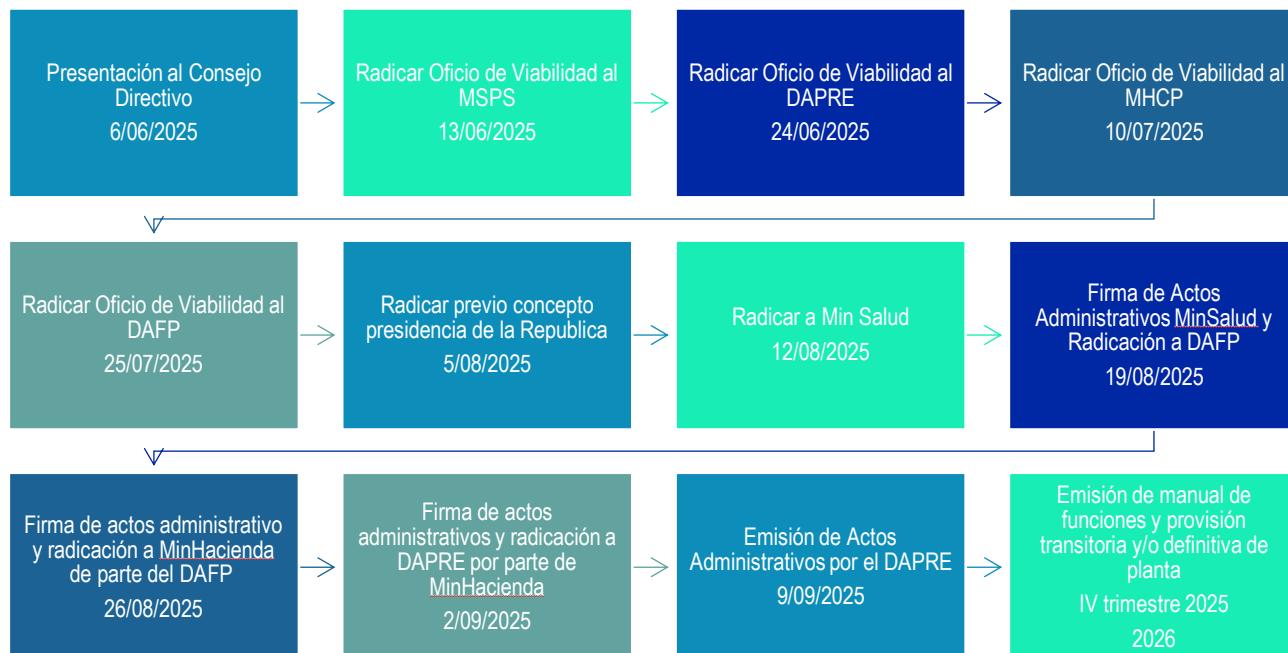 Presentación al Consejo
Directivo
6/06/2025
Radicar Oficio de Viabilidad al
MSPS
13/06/2025
Radicar Oficio de Viabilidad al
DAPRE
24/06/2025
Radicar Oficio de Viabilidad al
MHCP
10/07/2025
Radicar Oficio de Viabilidad al
DAFP
25/07/2025
Radicar previo concepto
presidencia de la Republica
5/08/2025
Radicar a Min Salud
12/08/2025
Firma de Actos
Administrativos MinSalud y
Radicación a DAFP
19/08/2025
Firma de actos administrativo
y radicación a MinHacienda
de parte del DAFP
26/08/2025
Firma de actos
administrativos y radicación a
DAPRE por parte de
MinHacienda
2/09/2025
Emisión de Actos
Administrativos por el DAPRE
9/09/2025
Emisión de manual de
funciones y provisión
transitoria y/o definitiva de
planta
IV trimestre 2025
2026